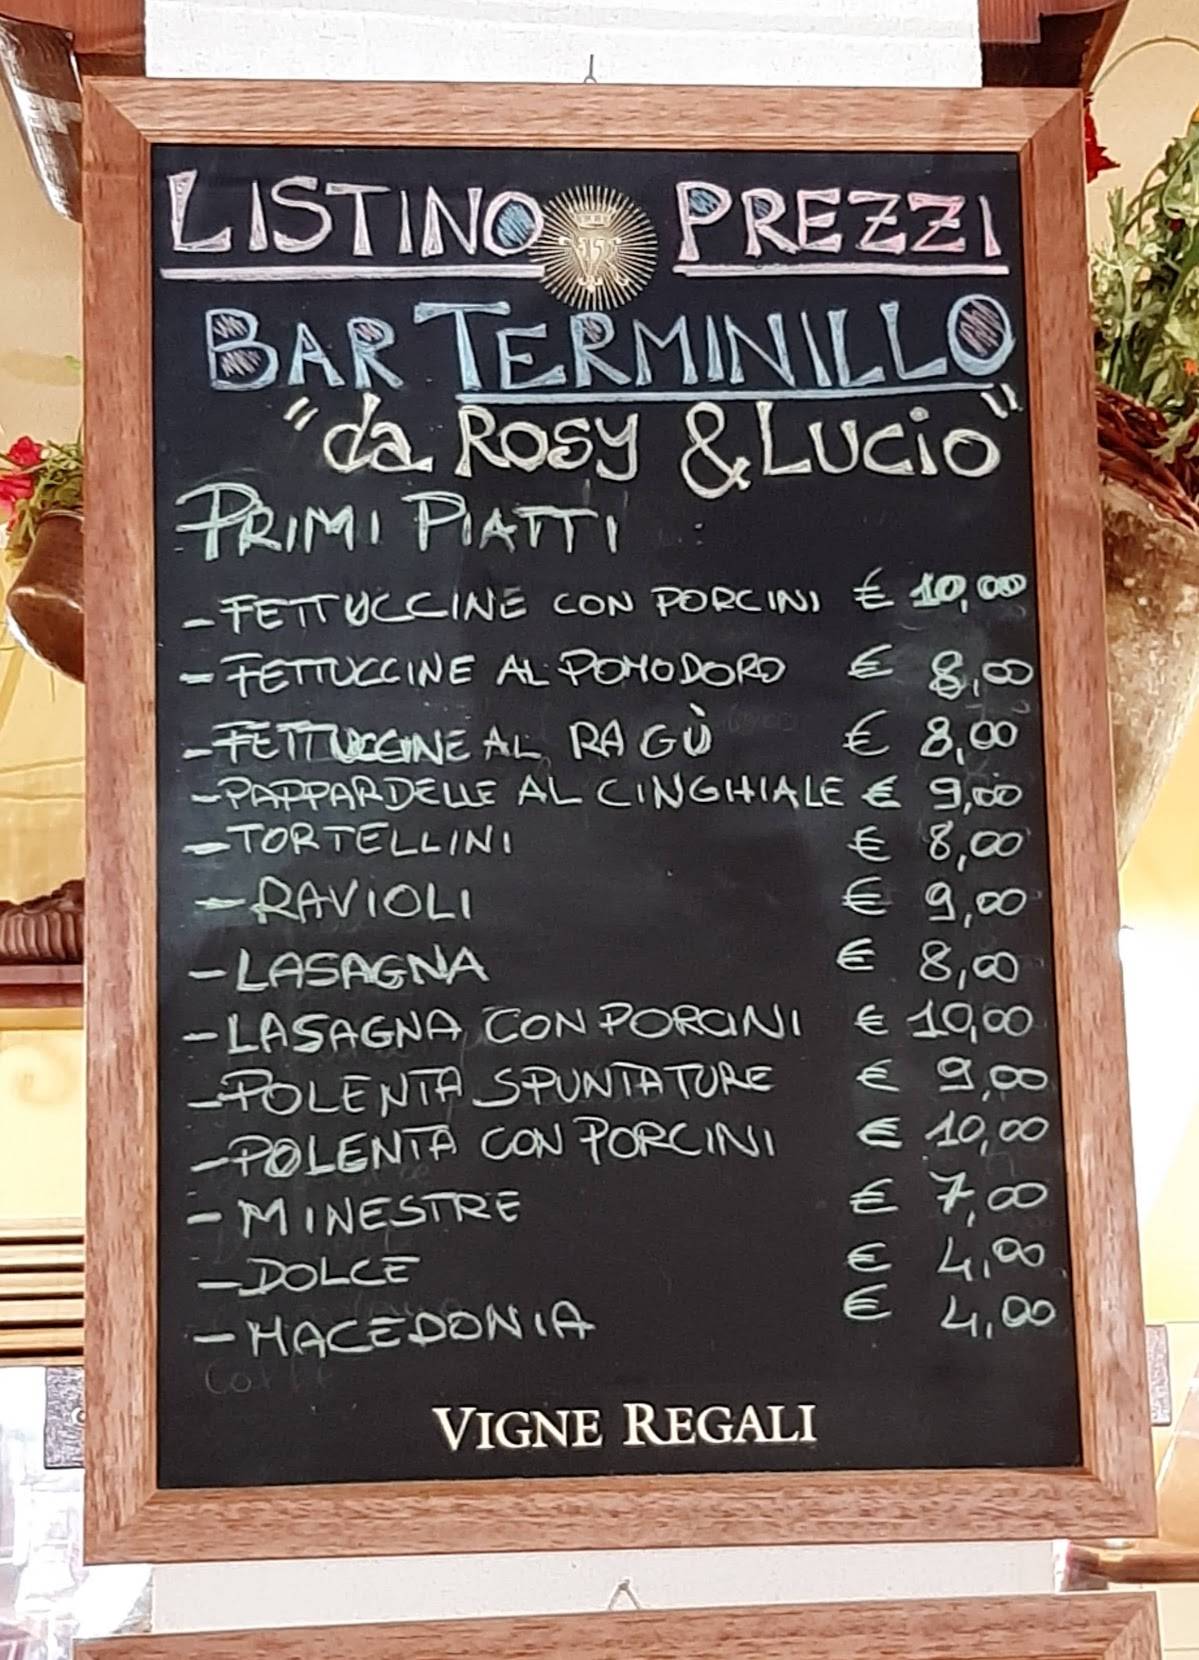 LISTINO PREZZI
BAR TERMINILLO
"da Rosy & Lucio"
PRIMI PIATTI
- FETTUCCINE CON PORCINI € 10,00
- FETTUCCINE AL POMODORO € 8,00
- FETTUCCINE AL RAGÙ € 8,00
- PAPPARDELLE AL CINGHIALE € 9,00
- TORTELLINI € 8,00
- RAVIOLI € 9,00
- LASAGNA € 8,00
- LASAGNA CON PORCINI € 10,00
- POLENTA SPUNTATURE € 9,00
- POLENTA CON PORCINI € 10,00
- MINESTRE € 7,00
- DOLCE € 4,00
- MACEDONIA € 4,00
VIGNE REGALI